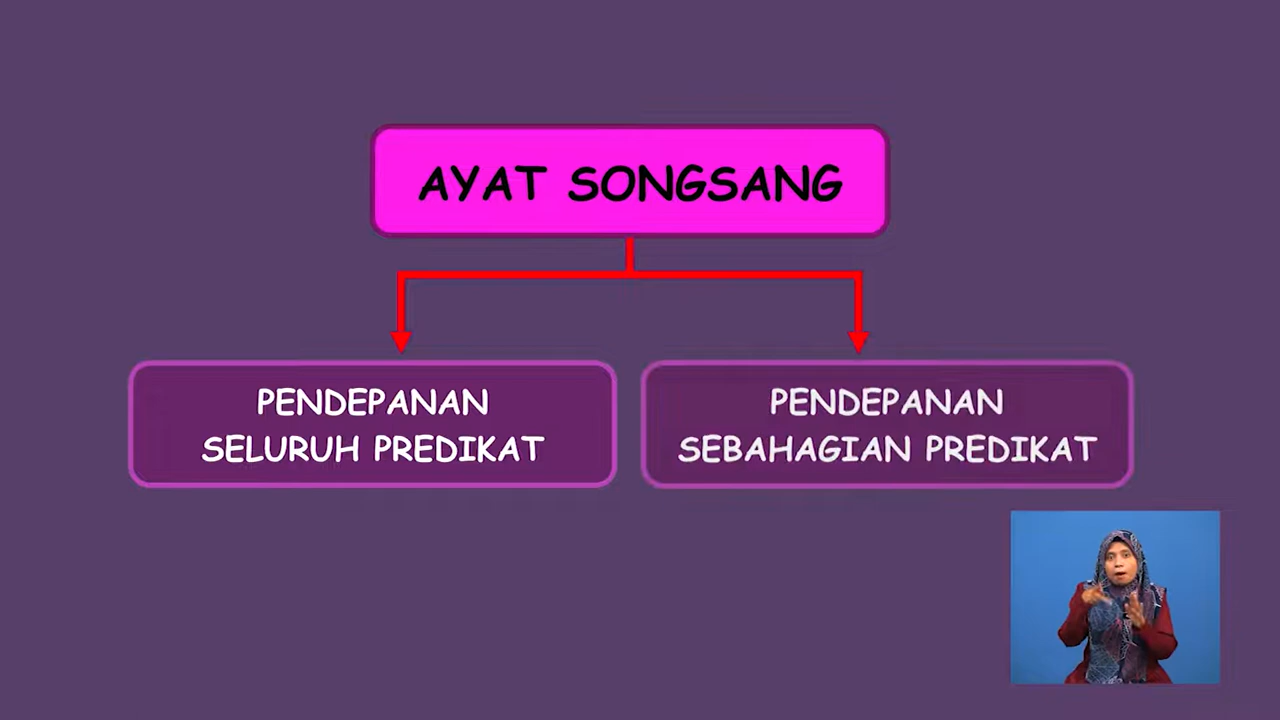 AYAT SONGSANG
PENDEPANAN
SELURUH PREDIKAT
PENDEPANAN
SEBAHAGIAN PREDIKAT